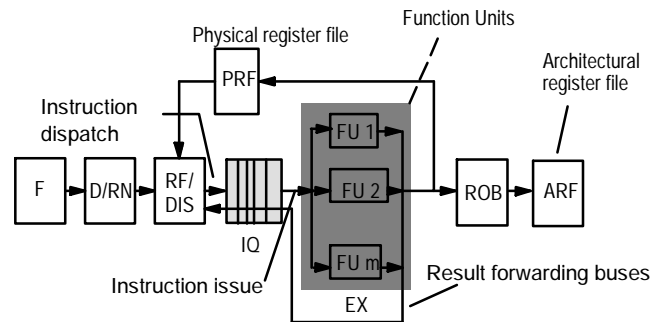 Function Units
Physical register file
Architectural
register file
PRF
Instruction
dispatch
FU 1
F
D/RN
RF/
DIS
FU 2
ROB
ARF
IQ
FU m
Instruction issue
Result forwarding buses
EX